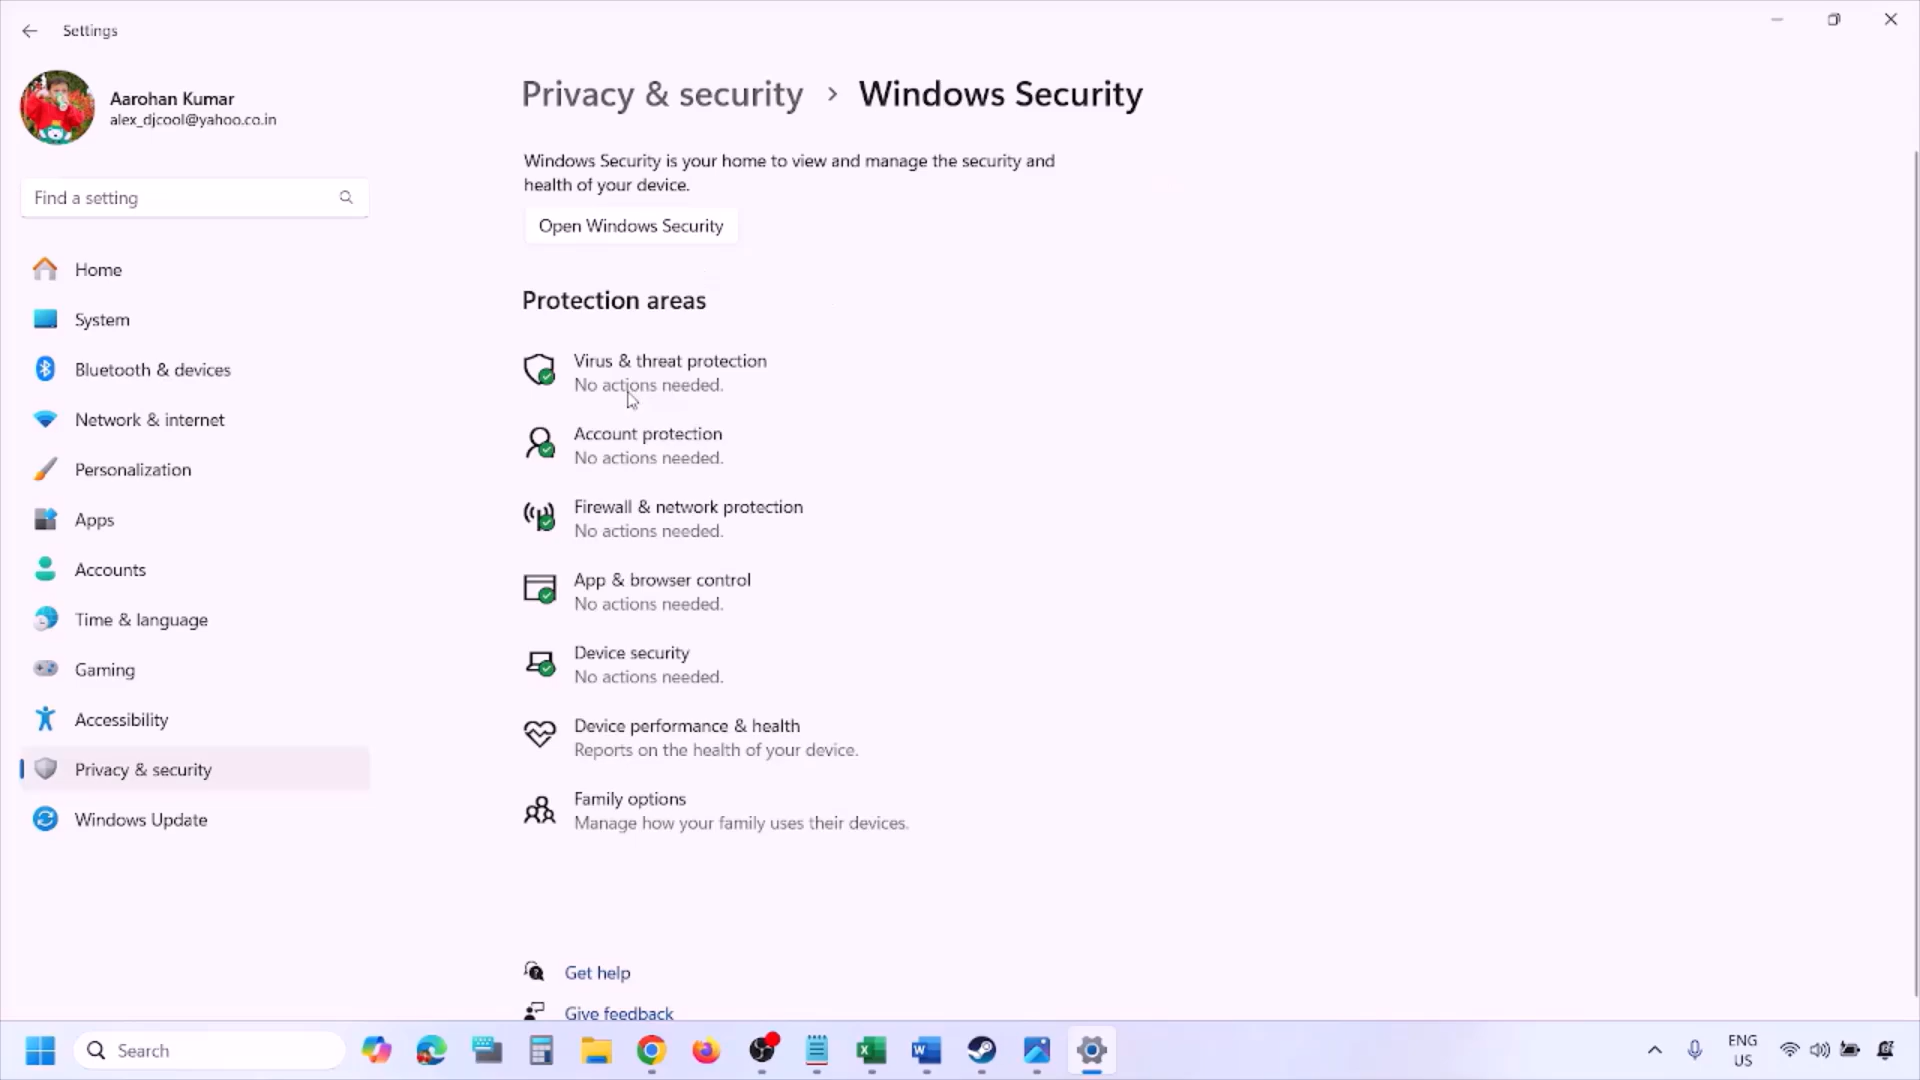 Settings
Aarohan Kumar
alex_djcool@yahoo.co.in
Find a setting
Home
System
Bluetooth & devices
Network & internet
Personalization
Apps
Accounts
Time & language
Gaming
Accessibility
Privacy & security
Windows Update
Privacy & security > Windows Security
Windows Security is your home to view and manage the security and
health of your device.
Open Windows Security
Protection areas
Virus & threat protection
No actions needed.
Account protection
No actions needed.
Firewall & network protection
No actions needed.
App & browser control
No actions needed.
Device security
No actions needed.
Device performance & health
Reports on the health of your device.
Family options
Manage how your family uses their devices.
Get help
Give feedback
Search
ENG
US